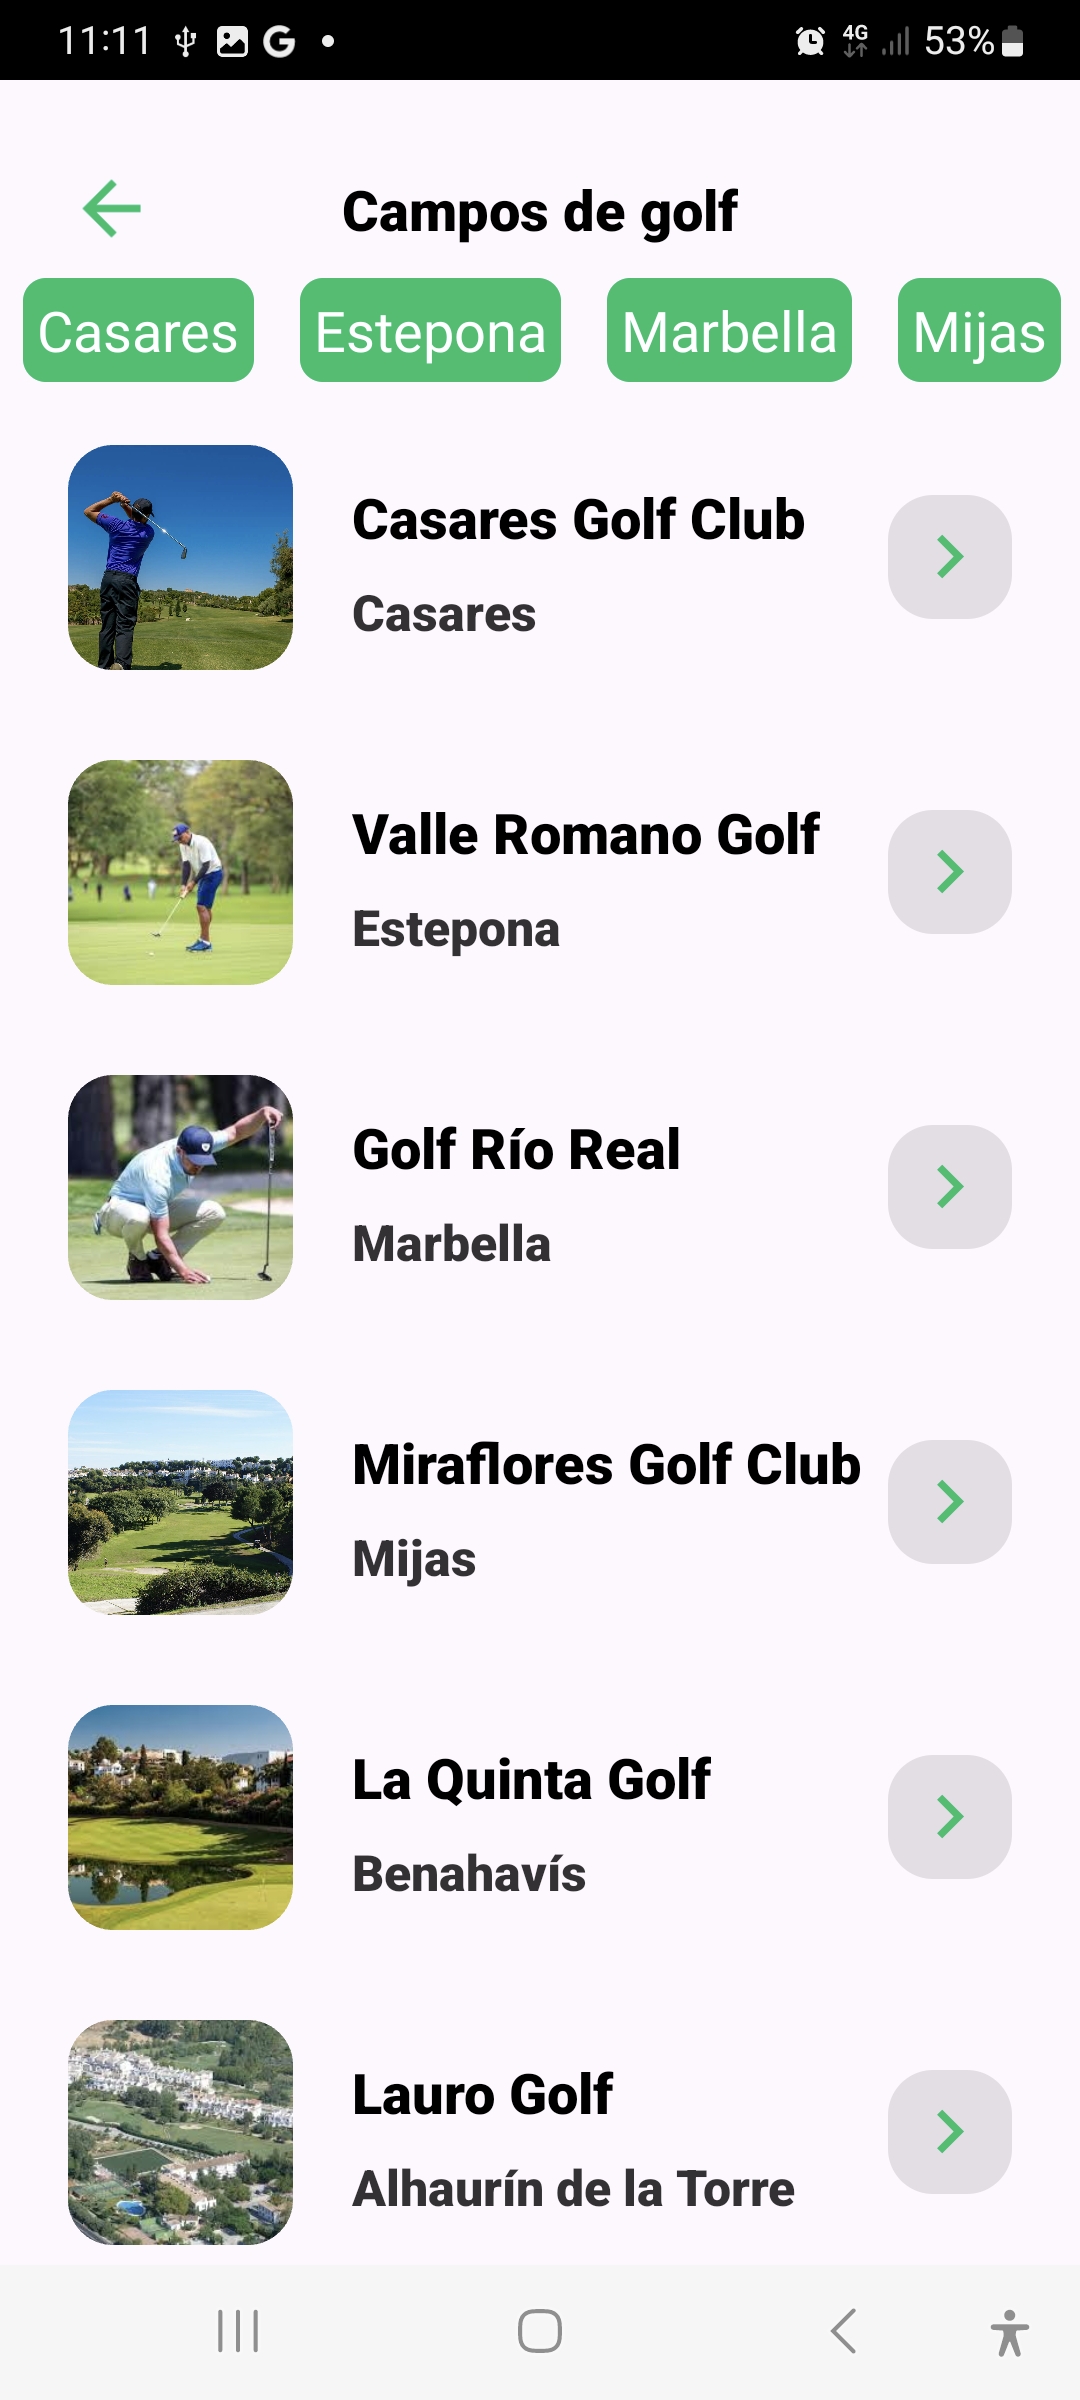 11:11 G 4G 53%
Campos de golf
Casares Estepona Marbella Mijas
Casares Golf Club
Casares
Valle Romano Golf
Estepona
Golf Río Real
Marbella
Miraflores Golf Club
Mijas
La Quinta Golf
Benahavís
Lauro Golf
Alhaurín de la Torre